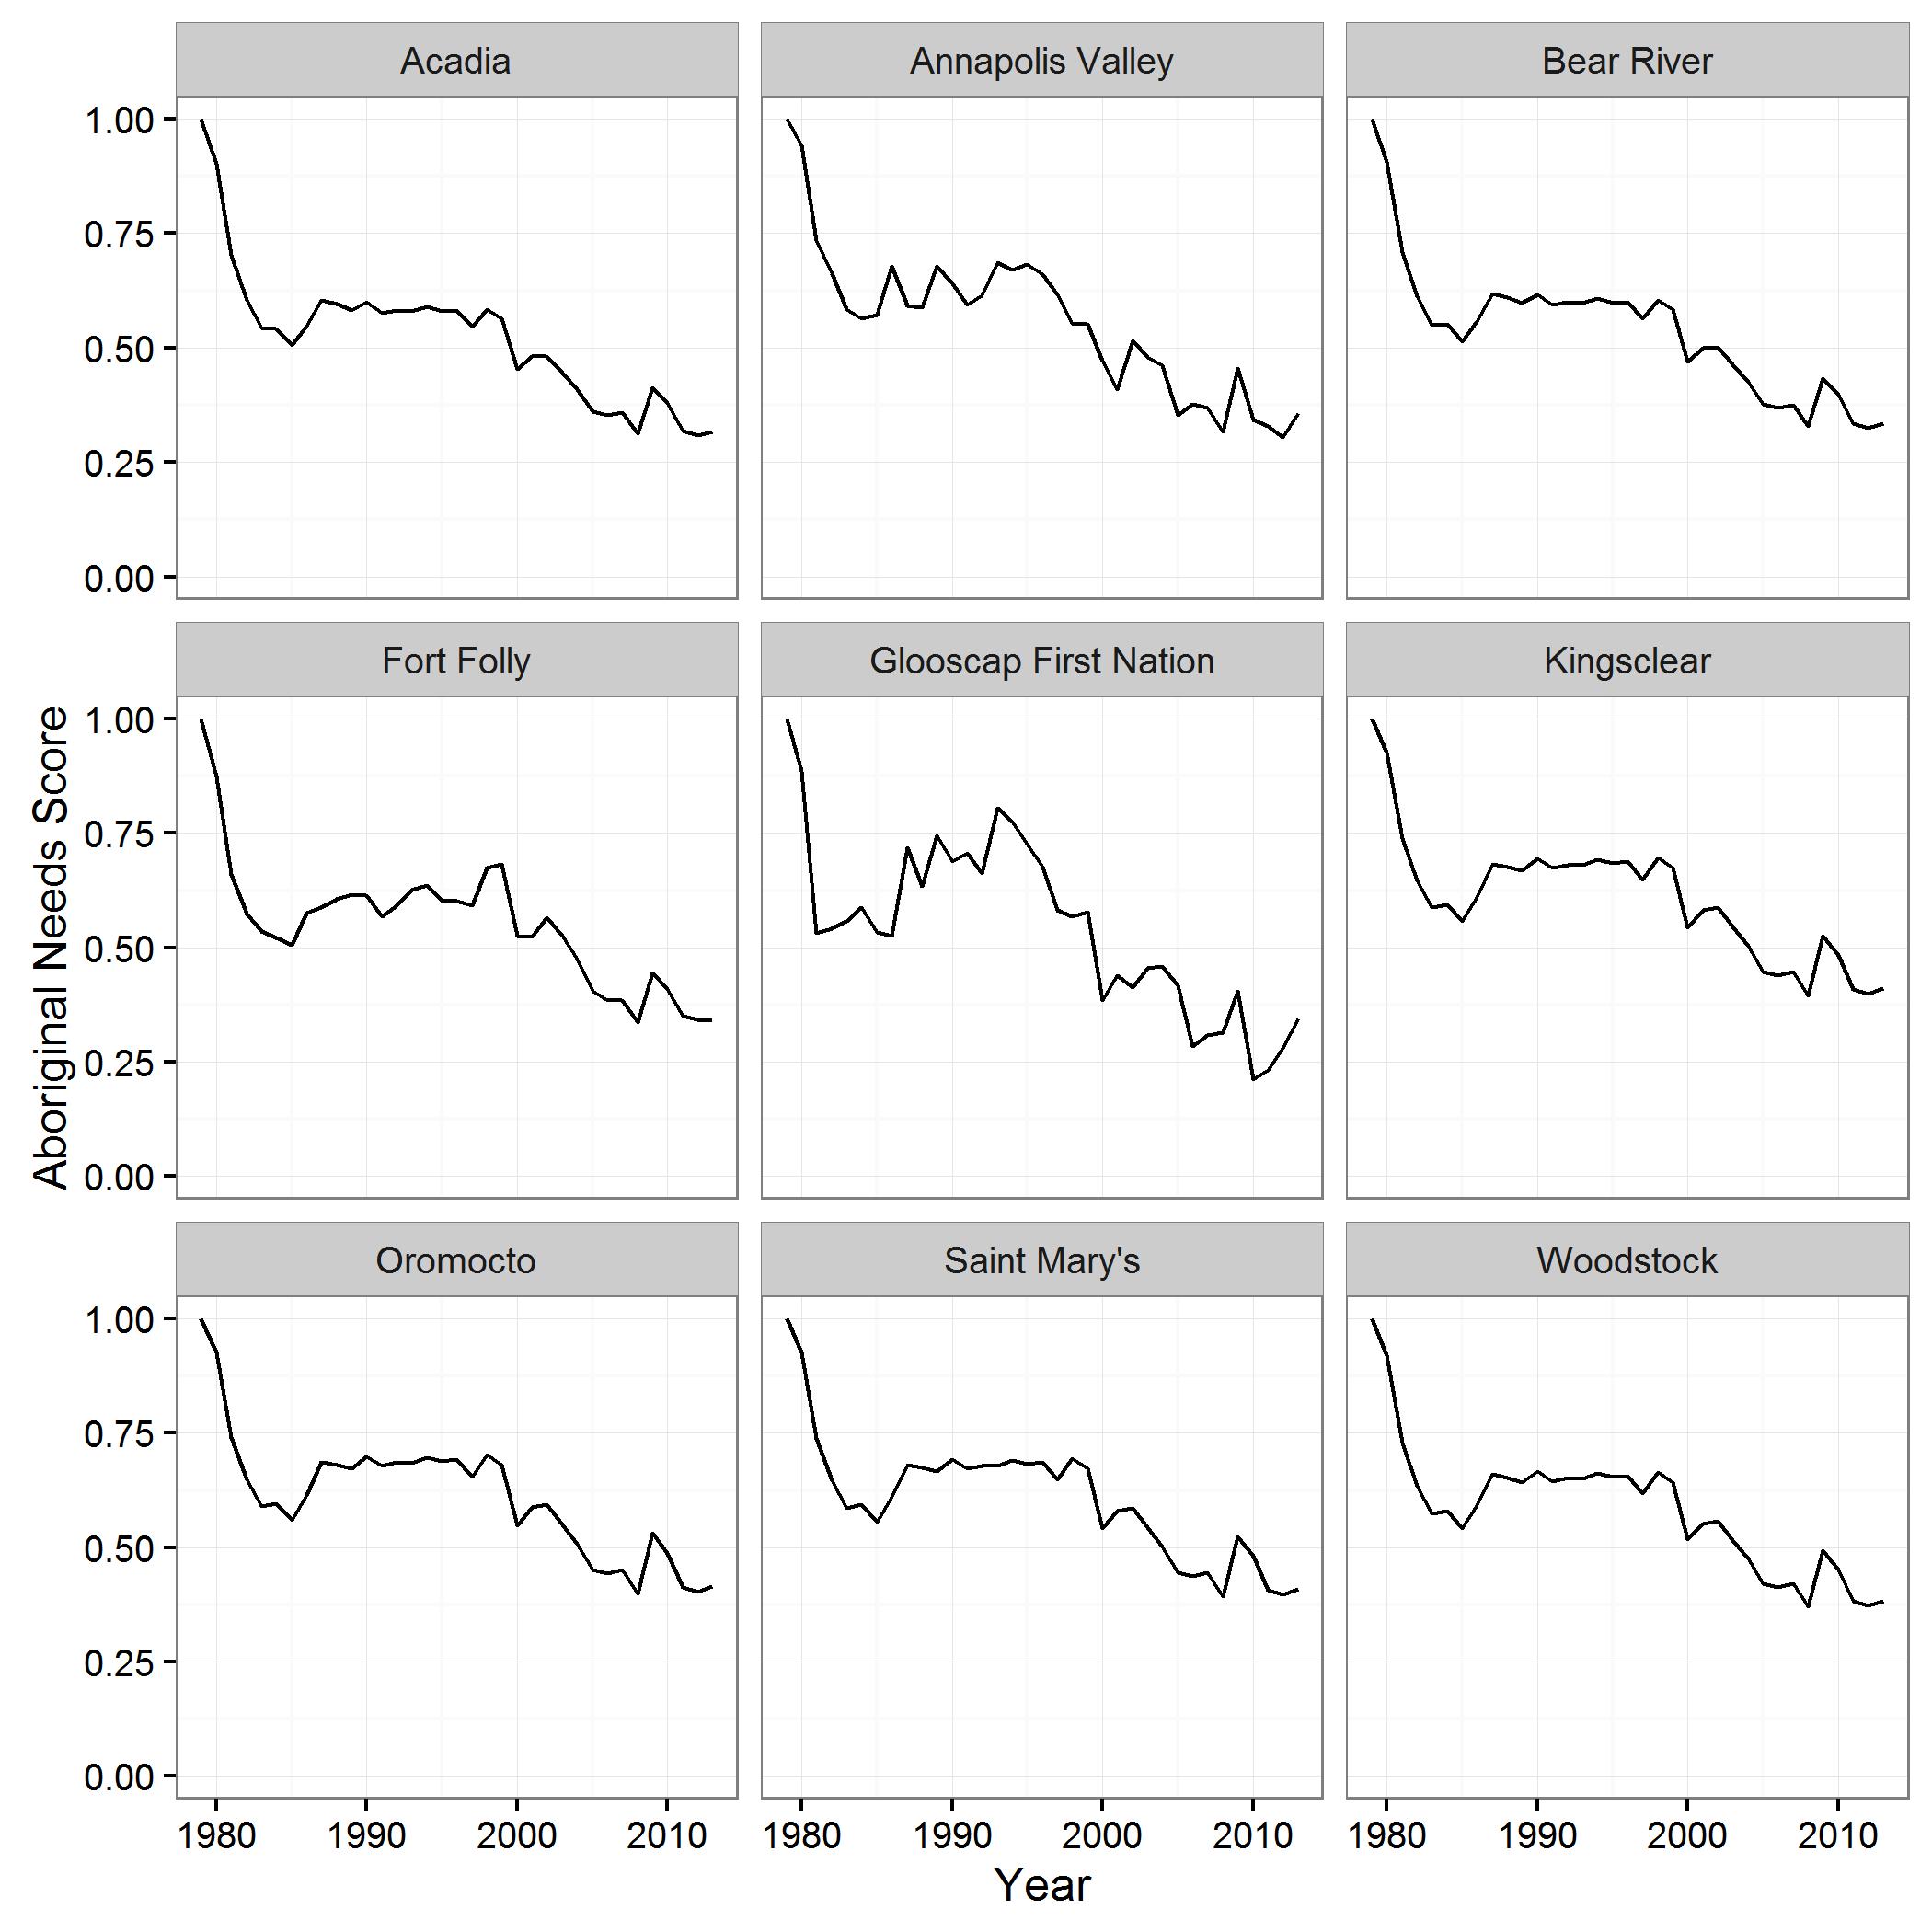 Acadia
Annapolis Valley
Bear River
1.00
0.75
0.50
0.25
0.00
Fort Folly
Glooscap First Nation
Kingsclear
Aboriginal Needs Score
1.00
0.75
0.50
0.25
0.00
Oromocto
Saint Mary's
Woodstock
1.00
0.75
0.50
0.25
0.00
1980 1990 2000 2010
1980 1990 2000 2010
1980 1990 2000 2010
Year